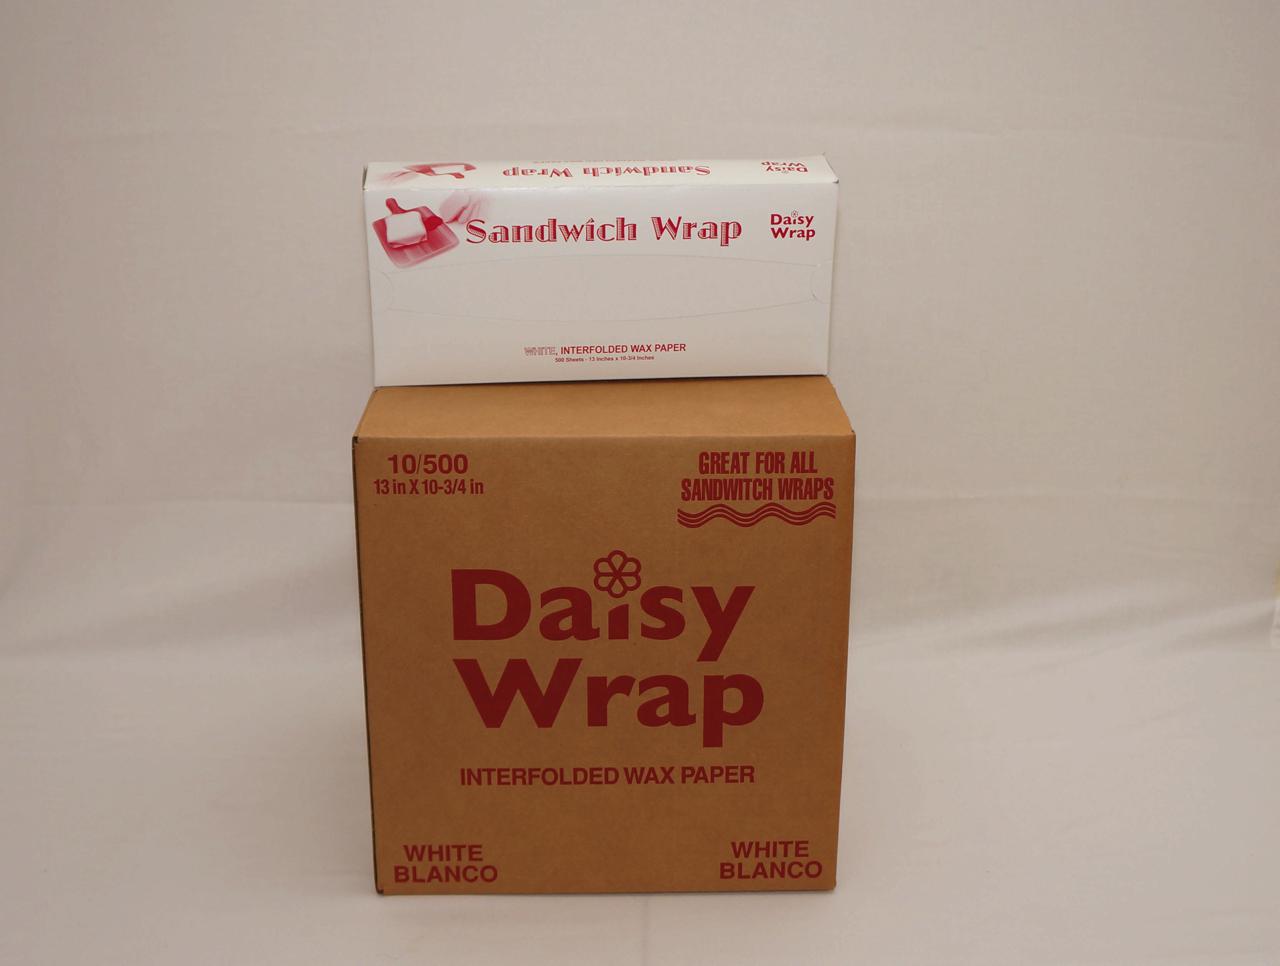 Sandwich Wrap
Daisy
Wrap
Sandwich Wrap
Daisy
Wrap
WHITE, INTERFOLDED WAX PAPER
500 Sheets - 13 Inches x 10-3/4 Inches
10/500
13 in X 10-3/4 in
GREAT FOR ALL
SANDWITCH WRAPS
Daisy
Wrap
INTERFOLDED WAX PAPER
WHITE
BLANCO
WHITE
BLANCO